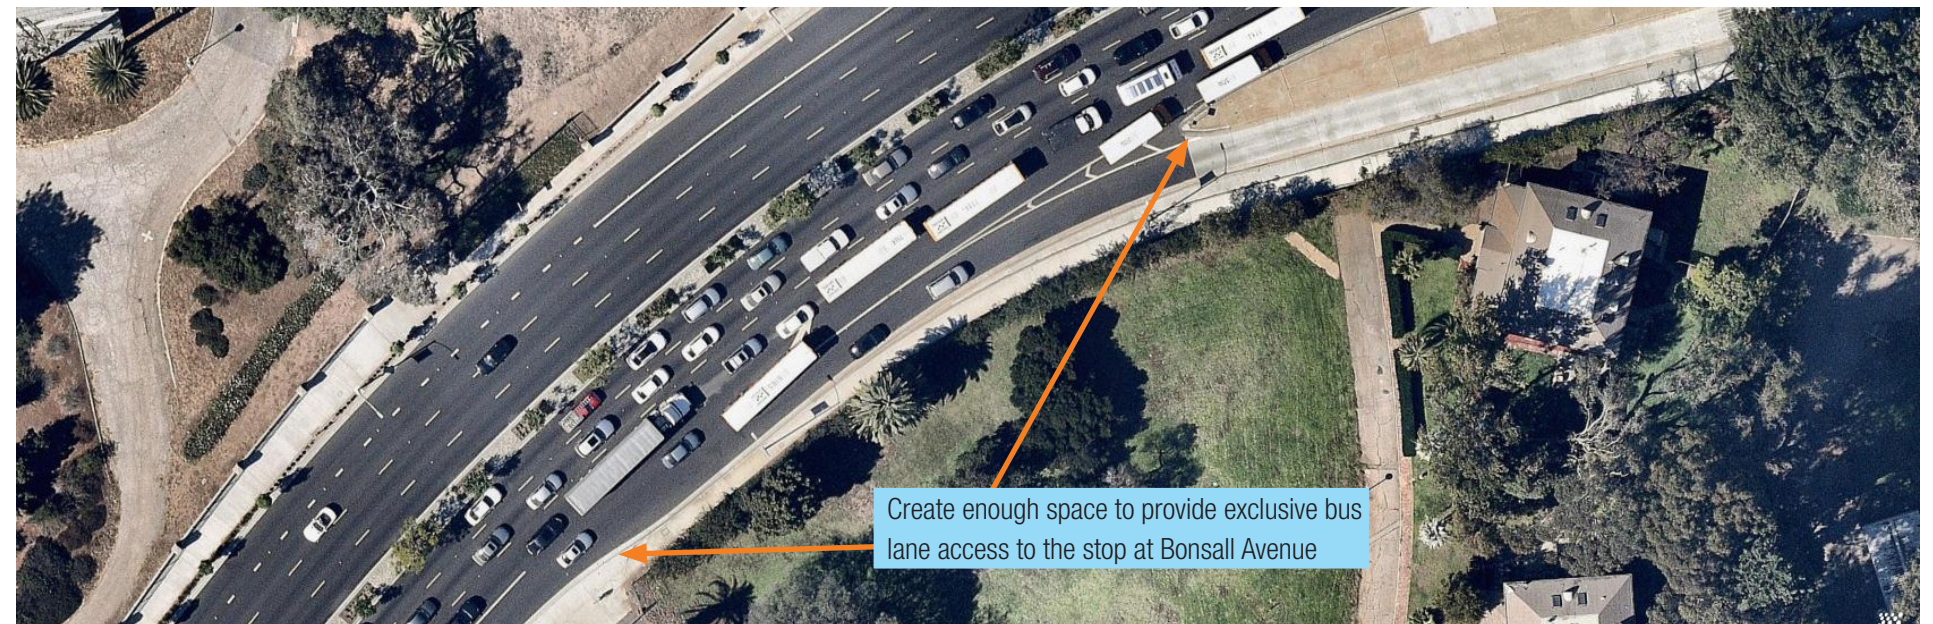 Create enough space to provide exclusive bus
lane access to the stop at Bonsall Avenue